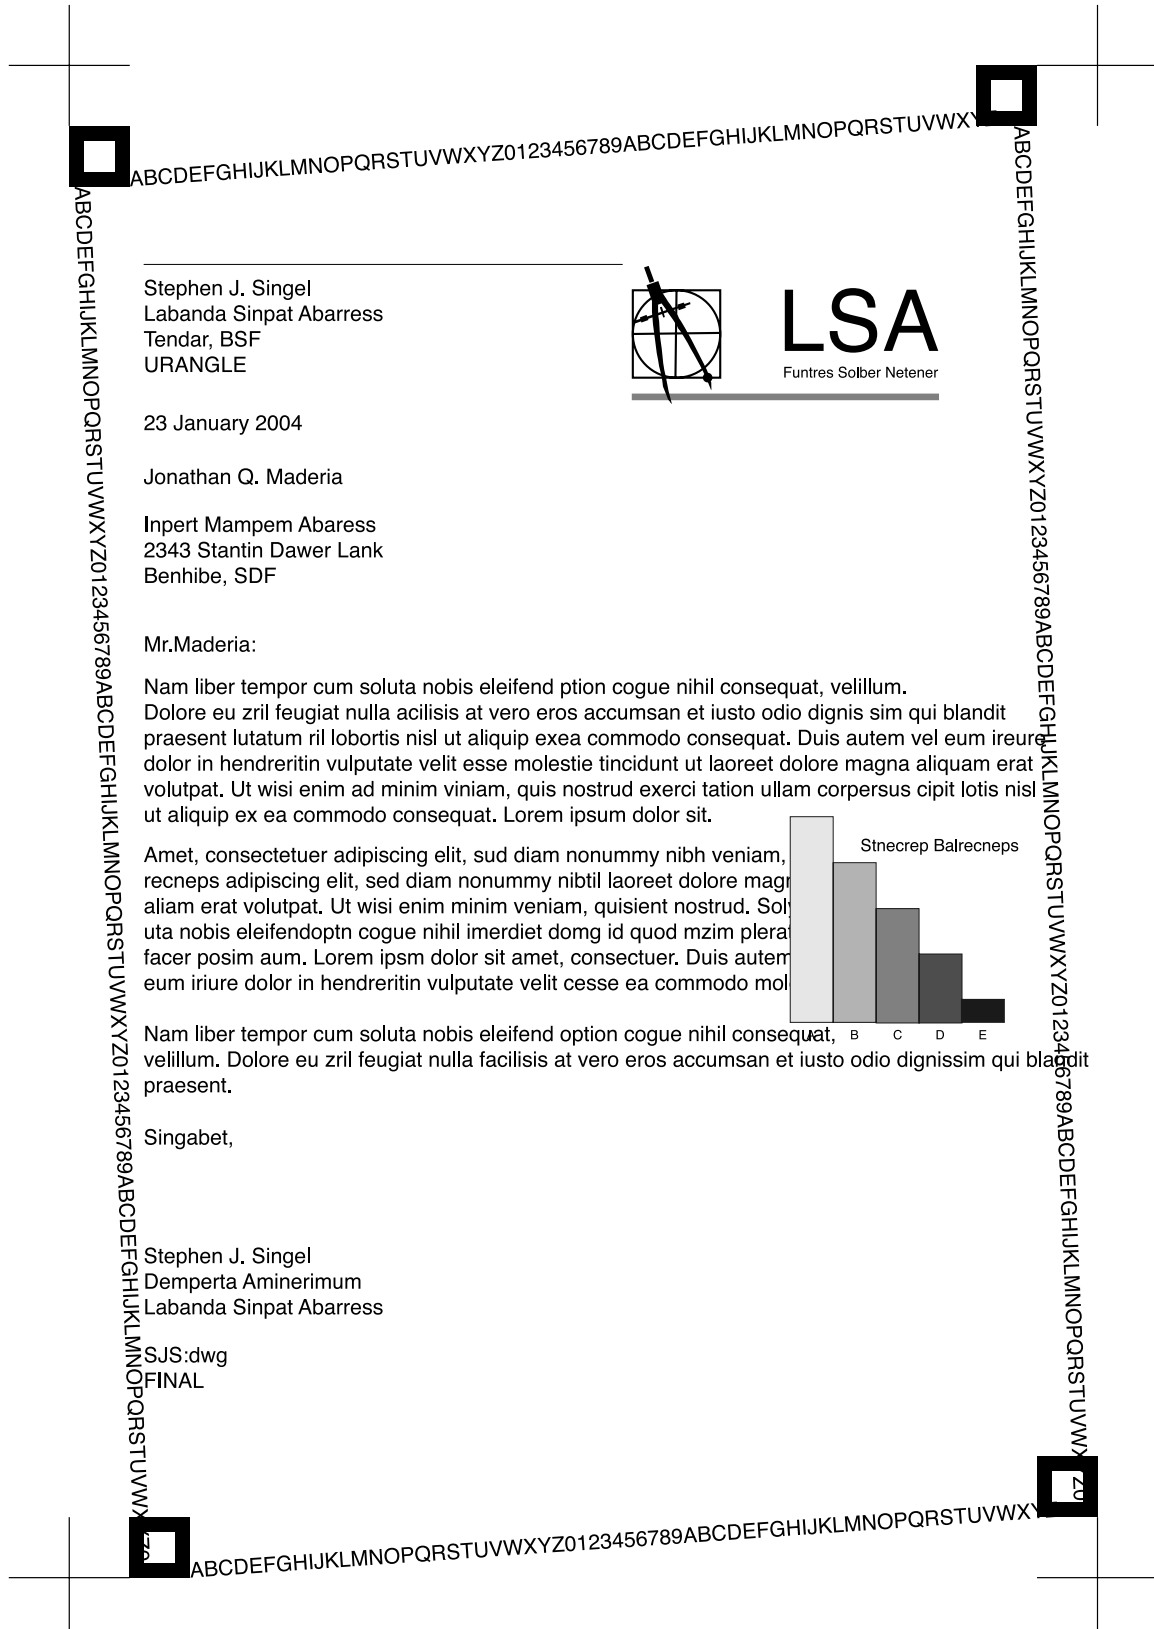 ABCDEFGHIJKLMNOPQRSTUVWXYZ0123456789ABCDEFGHIJKLMNOPQRSTUVWXY
ABCDEFGHIJKLMNOPQRSTUVWXYZ0123456789ABCDEFGHIJKLMNOPQRSTUVWXYZ0123456789ABCDEFGHIJKLMNOPQRSTUVWX
Stephen J. Singel
Labanda Sinpat Abarress
Tendar, BSF
URANGLE
LSA
Funtres Solber Netener
23 January 2004
Jonathan Q. Maderia
Inpert Mampem Abaress
2343 Stantin Dawer Lank
Benhibe, SDF
Mr.Maderia:
Nam liber tempor cum soluta nobis eleifend ption cogue nihil consequat, velillum.
Dolore eu zril feugiat nulla acilisis at vero eros accumsan et iusto odio dignis sim qui blandit
praesent lutatum ril lobortis nisl ut aliquip exea commodo consequat. Duis autem vel eum ireure
dolor in hendreritin vulputate velit esse molestie tincidunt ut laoreet dolore magna aliquam erat
volutpat. Ut wisi enim ad minim viniam, quis nostrud exerci tation ullam corpersus cipit lotis nisl
ut aliquip ex ea commodo consequat. Lorem ipsum dolor sit.
Amet, consectetuer adipiscing elit, sud diam nonummy nibh veniam,
recneps adipiscing elit, sed diam nonummy nibtil laoreet dolore
aliam erat volutpat. Ut wisi enim minim veniam, quisient nostrud.
uta nobis eleifendoptn cogue nihil imerdiet domg id quod mzim plerat
facer posim aum. Lorem ipsm dolor sit amet, consectuer. Duis autem
eum iriure dolor in hendreritin vulputate velit cesse ea commodo
Stnecrep Balrecneps
A B C D E
Nam liber tempor cum soluta nobis eleifend option cogue nihil consequat,
velillum. Dolore eu zril feugiat nulla facilisis at vero eros accumsan et iusto odio dignissim qui blandit
praesent.
Singabet,
Stephen J. Singel
Demperta Aminerimum
Labanda Sinpat Abarress
SJS:dwg
FINAL
ABCDEFGHIJKLMNOPQRSTUVWXYZ0123456789ABCDEFGHIJKLMNOPQRSTUVWXYZ0123456789ABCDEFGHIJKLMNOPQRSTUVWX
ABCDEFGHIJKLMNOPQRSTUVWXYZ0123456789ABCDEFGHIJKLMNOPQRSTUVWXY